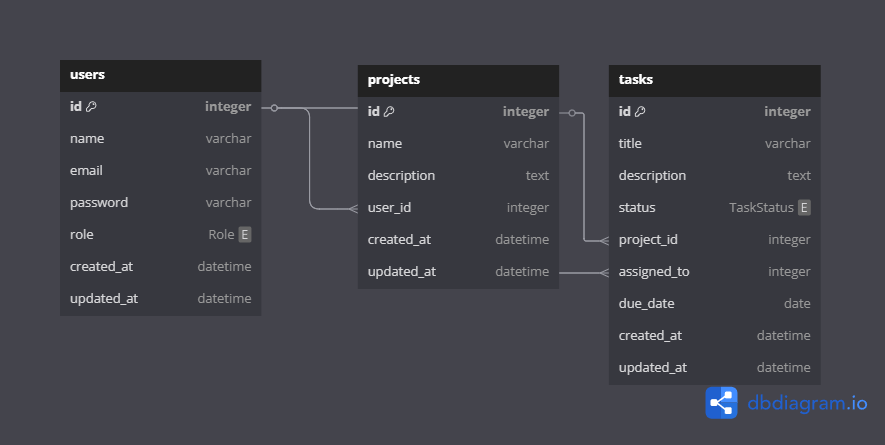 users
id integer
name varchar
email varchar
password varchar
role Role E
created_at datetime
updated_at datetime
projects
id integer
name varchar
description text
user_id integer
created_at datetime
updated_at datetime
tasks
id integer
title varchar
description text
status TaskStatus E
project_id integer
assigned_to integer
due_date date
created_at datetime
updated_at datetime
dbdiagram.io